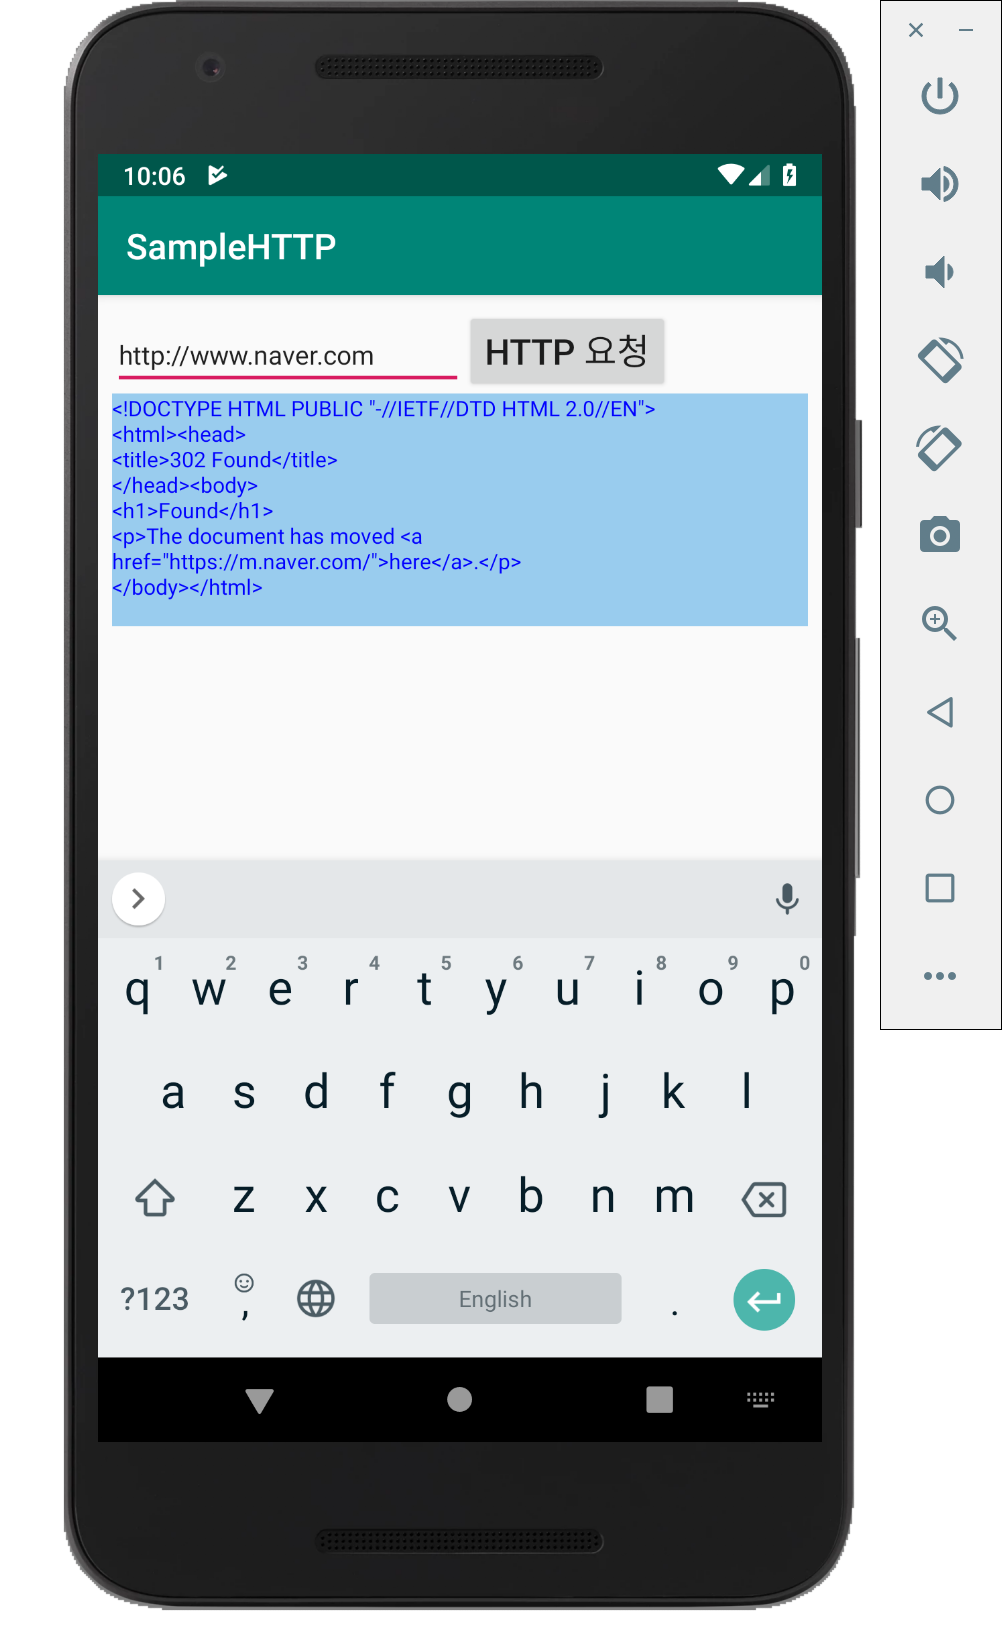 10:06
SampleHTTP
http://www.naver.com
HTTP 요청
<!DOCTYPE HTML PUBLIC "-//IETF//DTD HTML 2.0//EN">
<html><head>
<title>302 Found</title>
</head><body>
<h1>Found</h1>
<p>The document has moved <a
href="https://m.naver.com/">here</a>.</p>
</body></html>
1 2 3 4 5 6 7 8 9 0
q w e r t y u i o p
a s d f g h j k l
z x c v b n m
?123 , English .